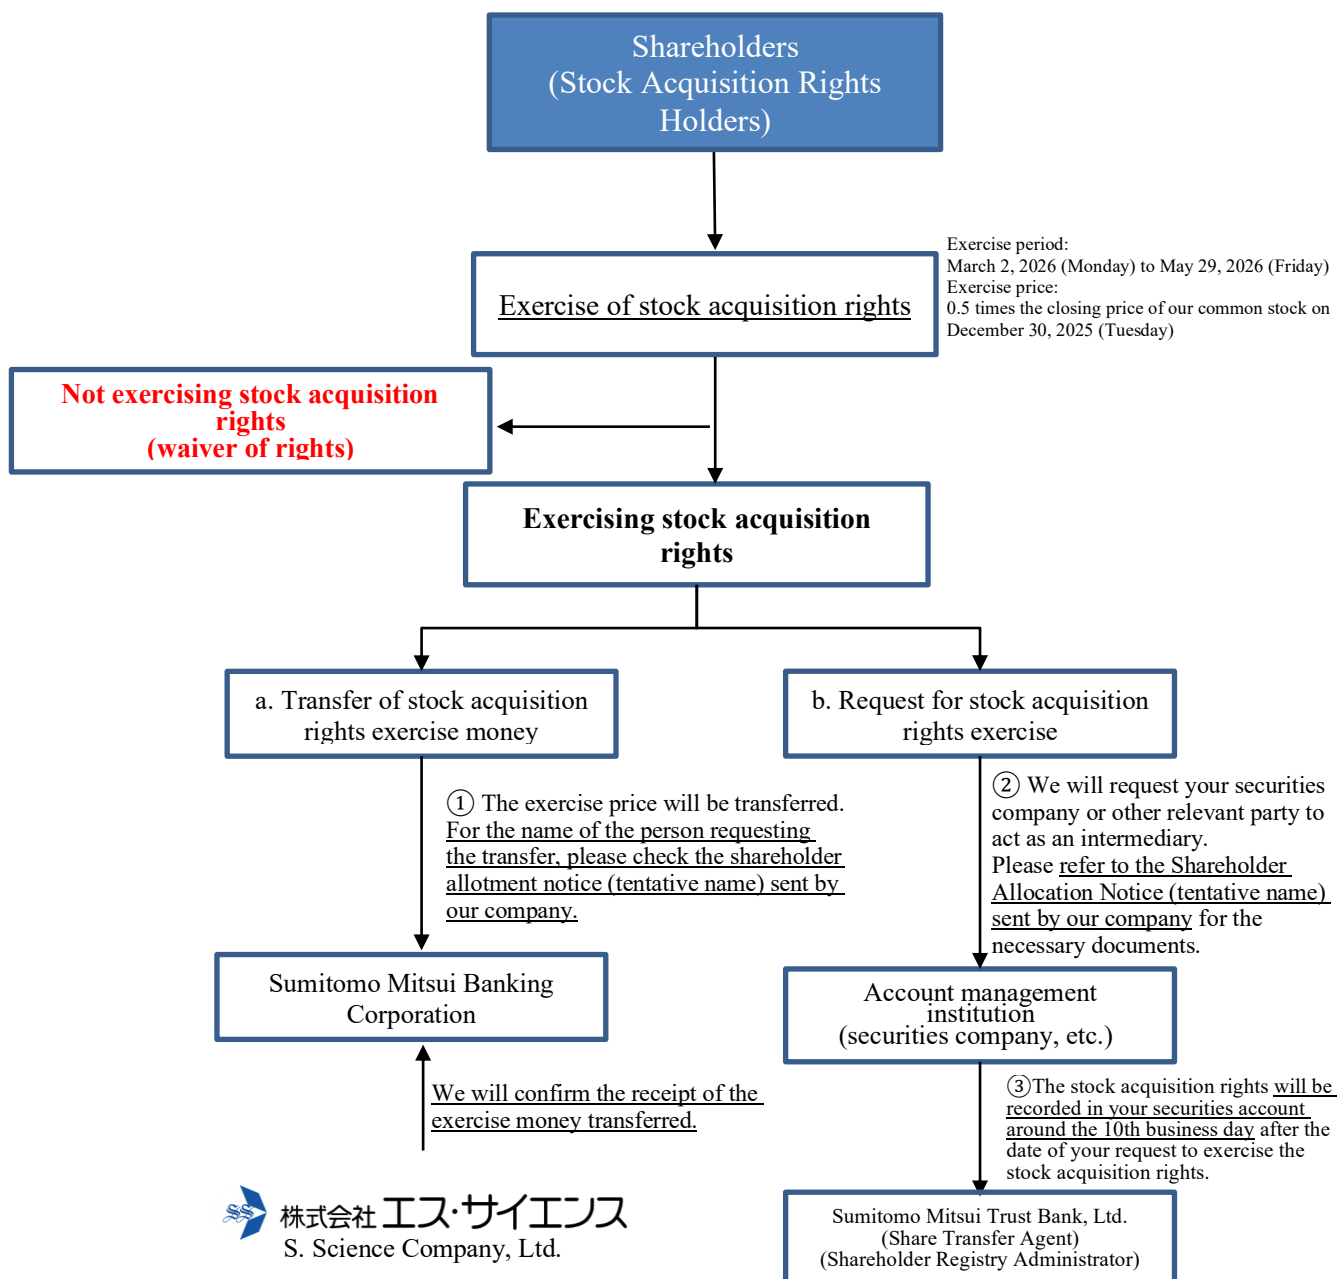 Shareholders
(Stock Acquisition Rights
Holders)
Exercise period:
March 2, 2026 (Monday) to May 29, 2026 (Friday)
Exercise price:
0.5 times the closing price of our common stock on
December 30, 2025 (Tuesday)
Exercise of stock acquisition rights
Not exercising stock acquisition
rights
(waiver of rights)
Exercising stock acquisition
rights
a. Transfer of stock acquisition
rights exercise money
b. Request for stock acquisition
rights exercise
① The exercise price will be transferred.
For the name of the person requesting
the transfer, please check the shareholder
allotment notice (tentative name) sent by
our company.
② We will request your securities
company or other relevant party to
act as an intermediary.
Please refer to the Shareholder
Allocation Notice (tentative name)
sent by our company for the
necessary documents.
Sumitomo Mitsui Banking
Corporation
Account management
institution
(securities company, etc.)
We will confirm the receipt of the
exercise money transferred.
③The stock acquisition rights will be
recorded in your securities account
around the 10th business day after the
date of your request to exercise the
stock acquisition rights.
SS 株式会社エス・サイエンス
S. Science Company, Ltd.
Sumitomo Mitsui Trust Bank, Ltd.
(Share Transfer Agent)
(Shareholder Registry Administrator)